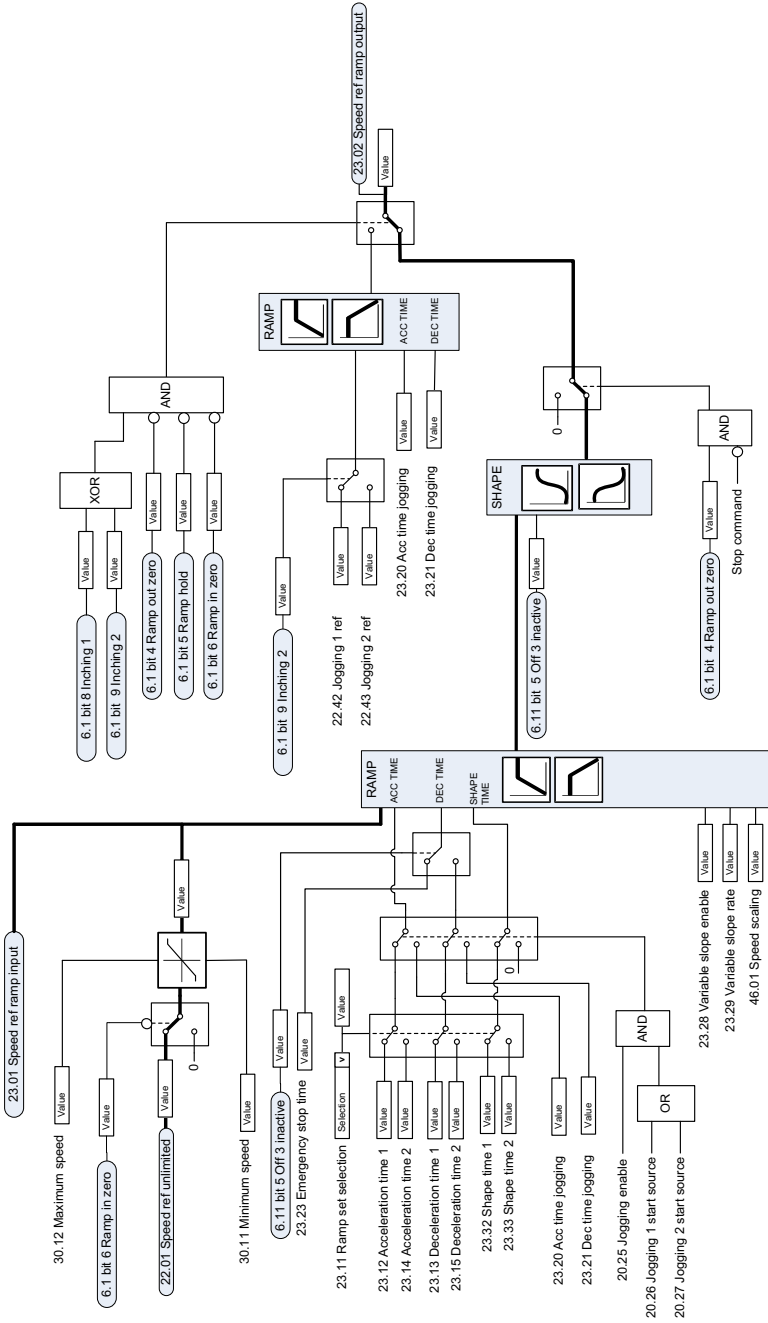 23.01 Speed ref ramp input
30.12 Maximum speed
Value
6.1 bit 6 Ramp in zero
Value
22.01 Speed ref unlimited
Value
0
Value
30.11 Minimum speed
Value
6.11 bit 5 Off 3 inactive
Value
23.23 Emergency stop time
Value
23.11 Ramp set selection
Selection
v
Value
23.12 Acceleration time 1
Value
23.14 Acceleration time 2
Value
23.13 Deceleration time 1
Value
23.15 Deceleration time 2
Value
23.32 Shape time 1
Value
23.33 Shape time 2
Value
0
23.20 Acc time jogging
Value
23.21 Dec time jogging
Value
20.25 Jogging enable
AND
20.26 Jogging 1 start source
OR
20.27 Jogging 2 start source
RAMP
ACC TIME
DEC TIME
SHAPE
TIME
23.28 Variable slope enable
Value
23.29 Variable slope rate
Value
46.01 Speed scaling
Value
6.1 bit 8 Inching 1
Value
6.1 bit 9 Inching 2
Value
XOR
6.1 bit 4 Ramp out zero
Value
6.1 bit 5 Ramp hold
Value
6.1 bit 6 Ramp in zero
Value
AND
6.1 bit 9 Inching 2
Value
22.42 Jogging 1 ref
Value
22.43 Jogging 2 ref
Value
23.20 Acc time jogging
Value
23.21 Dec time jogging
Value
RAMP
ACC TIME
DEC TIME
23.02 Speed ref ramp output
Value
SHAPE
6.11 bit 5 Off 3 inactive
Value
0
6.1 bit 4 Ramp out zero
Value
AND
Stop command